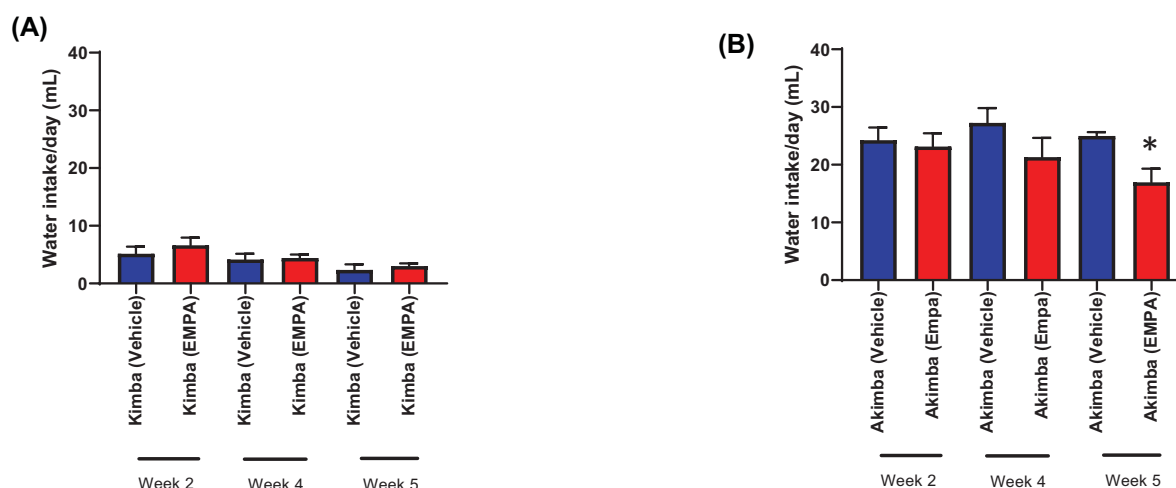 (A)
Water intake/day (mL)
40
30
20
10
0
Kimba (Vehicle)
Kimba (EMPA)
Kimba (Vehicle)
Kimba (EMPA)
Kimba (Vehicle)
Kimba (EMPA)
Week 2
Week 4
Week 5
(B)
Water intake/day (mL)
40
30
20
10
0
*
Akimba (Vehicle)
Akimba (Empa)
Akimba (Vehicle)
Akimba (Empa)
Akimba (Vehicle)
Akimba (EMPA)
Week 2
Week 4
Week 5